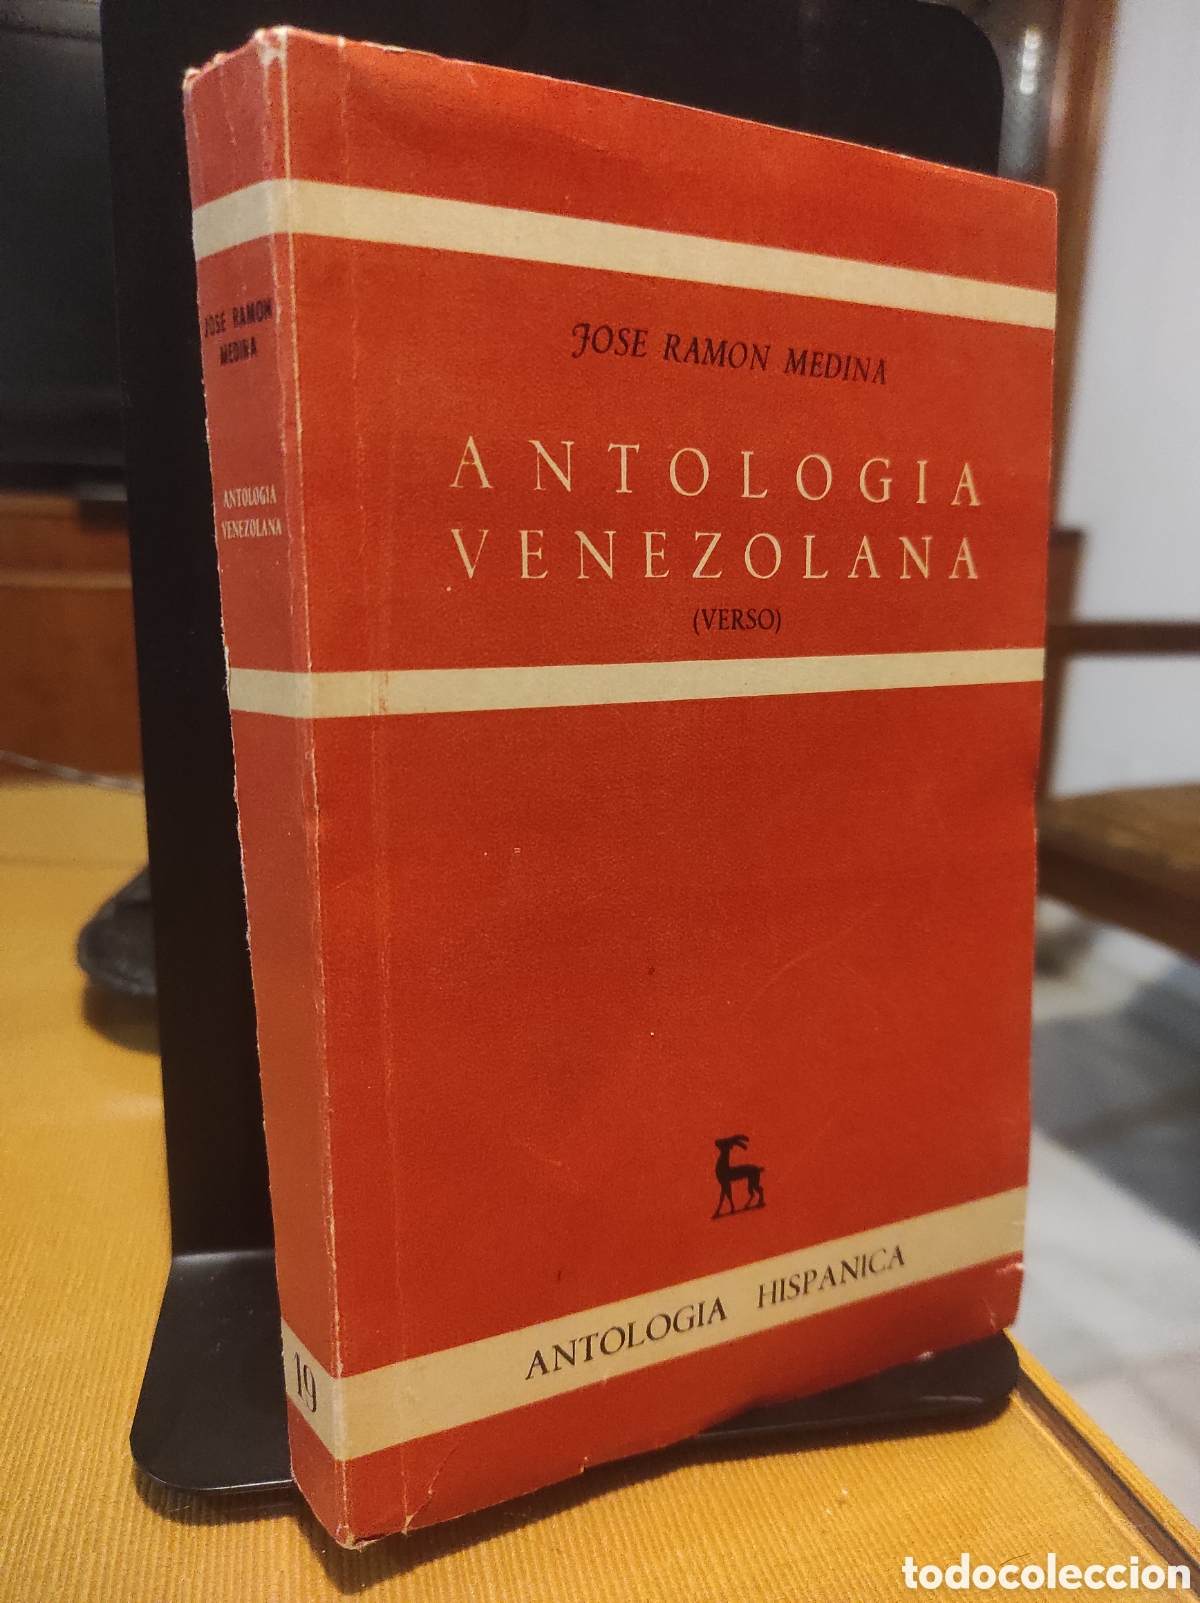 JOSE RAMON
MEDINA
ANTOLOGIA
VENEZOLANA
19
JOSE RAMON MEDINA
ANTOLOGIA
VENEZOLANA
(VERSO)
ANTOLOGIA HISPANICA
todocoleccion